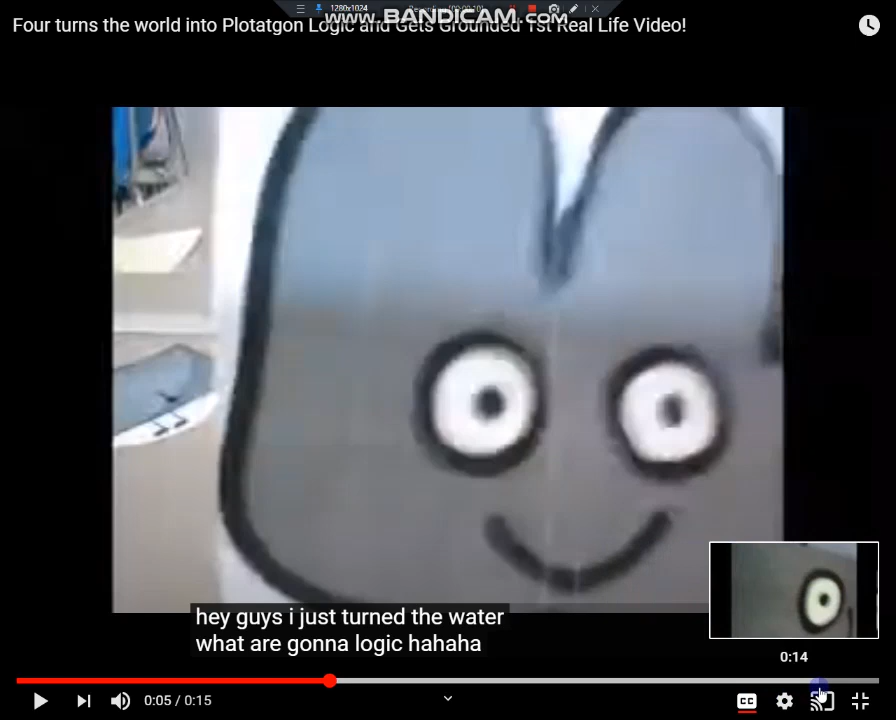 1280x1024
www.BANDICAM.com
Four turns the world into Plotatgon Logic and Gets Grounded 1st Real Life Video!
hey guys i just turned the water
what are gonna logic hahaha
0:14
0:05 / 0:15
CC